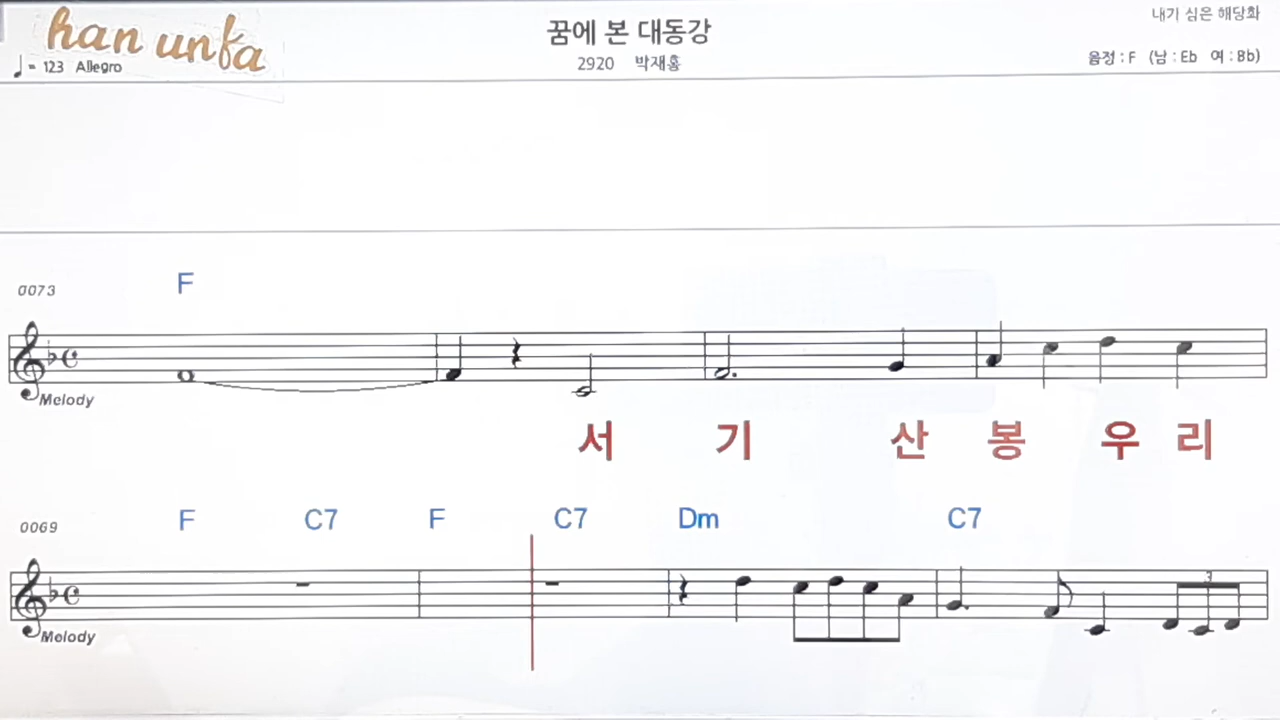 han unfa
♩= 123 Allegro
꿈에 본 대동강
2920 박재홍
내기 심은 해당화
음정 : F (남 : Eb 여 : Bb)
F
0073
Melody
서 기 산 봉 우 리
F C7 F C7 Dm C7
0069
3
Melody